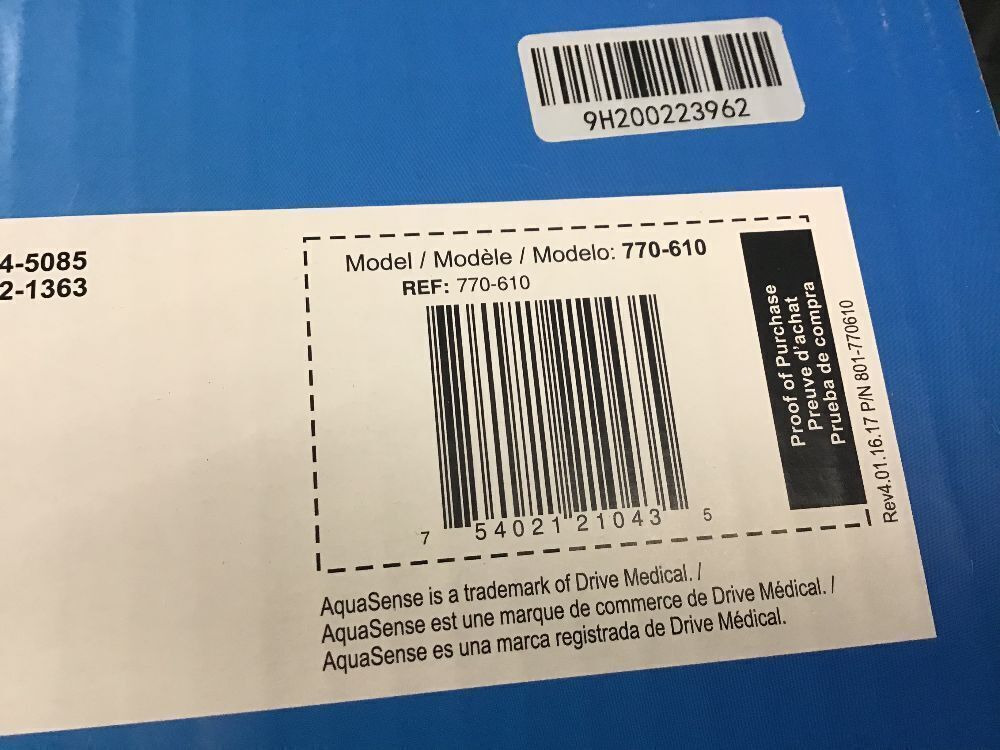 9H200223962
4-5085
2-1363
Model / Modèle / Modelo: 770-610
REF: 770-610
7 54021 21043 5
Proof of Purchase
Preuve d'achat
Prueba de compra
Rev4.01.16.17 P/N 801-770610
AquaSense is a trademark of Drive Medical. /
AquaSense est une marque de commerce de Drive Médical. /
AquaSense es una marca registrada de Drive Médical.